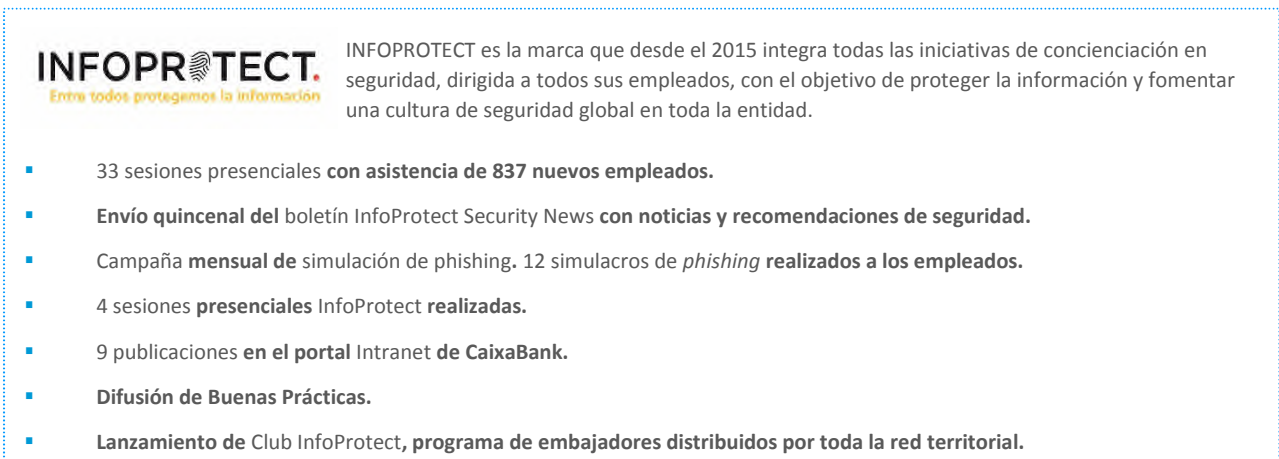 INFOPROTECT.
Entre todos protegemos la información
INFOPROTECT es la marca que desde el 2015 integra todas las iniciativas de concienciación en
seguridad, dirigida a todos sus empleados, con el objetivo de proteger la información y fomentar
una cultura de seguridad global en toda la entidad.
▪ 33 sesiones presenciales con asistencia de 837 nuevos empleados.
▪ Envío quincenal del boletín InfoProtect Security News con noticias y recomendaciones de seguridad.
▪ Campaña mensual de simulación de phishing. 12 simulacros de phishing realizados a los empleados.
▪ 4 sesiones presenciales InfoProtect realizadas.
▪ 9 publicaciones en el portal Intranet de CaixaBank.
▪ Difusión de Buenas Prácticas.
▪ Lanzamiento de Club InfoProtect, programa de embajadores distribuidos por toda la red territorial.